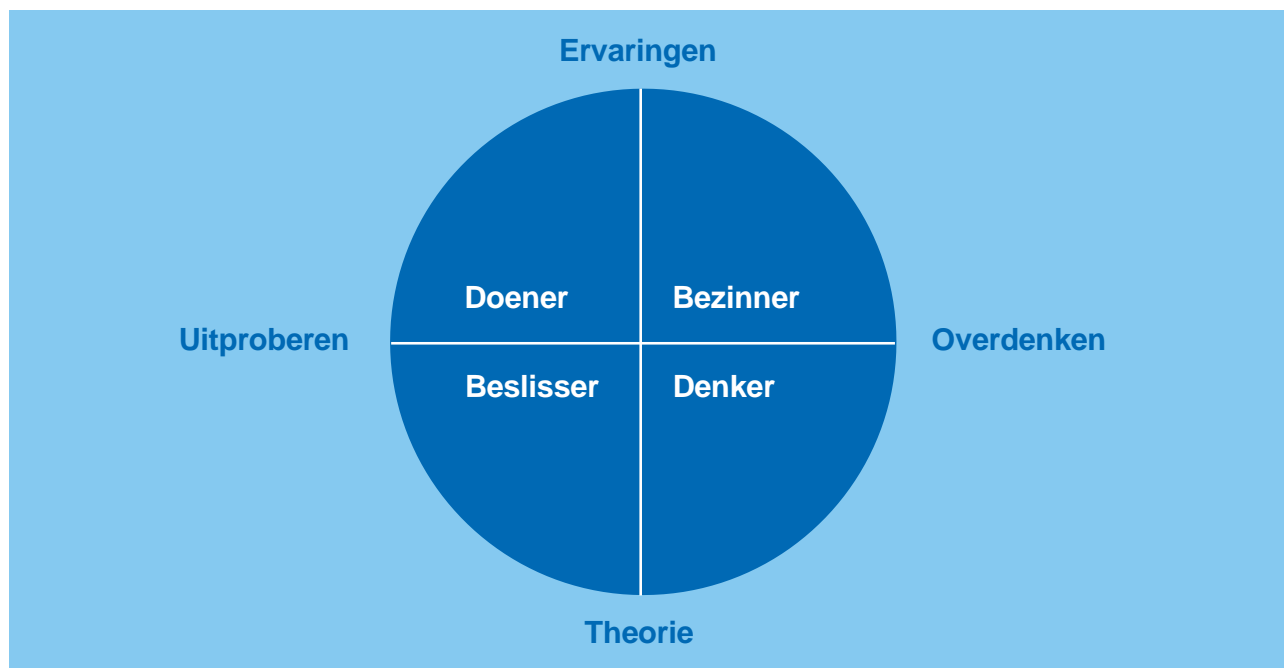 Ervaringen
Doener Bezinner
Uitproberen Overdenken
Beslisser Denker
Theorie